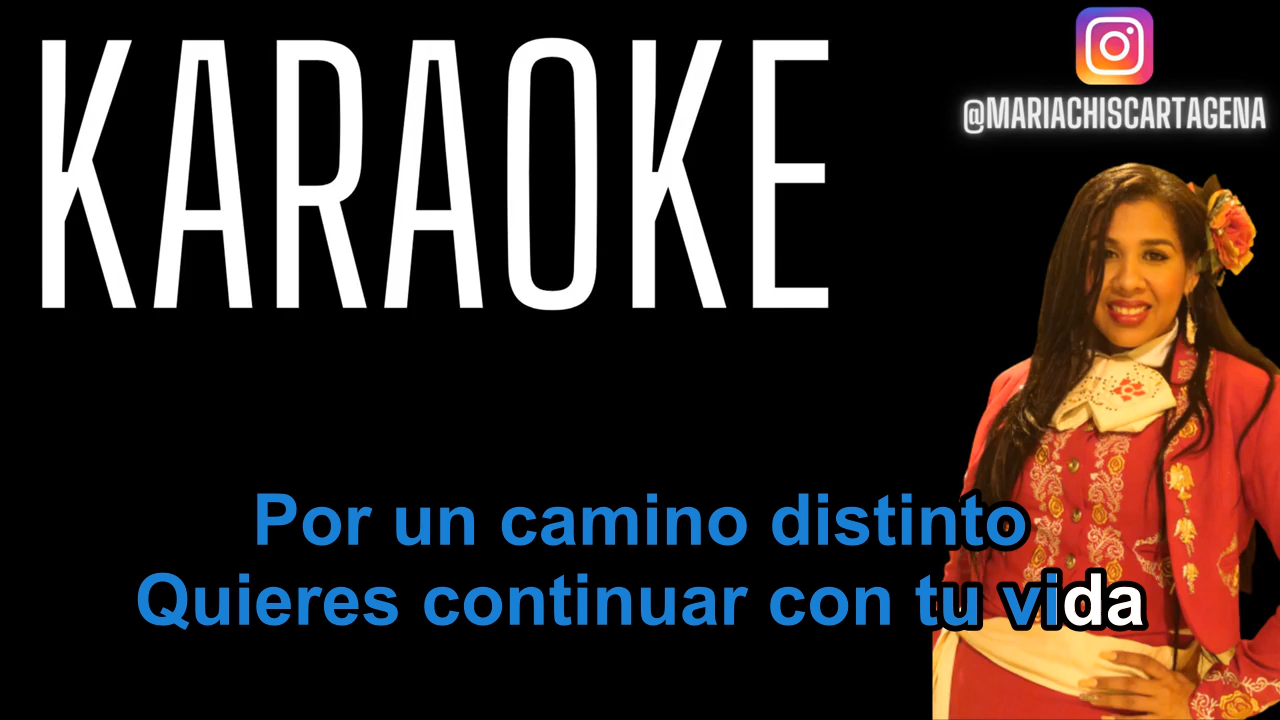 KARAOKE
@MARIACHISCARTAGENA
Por un camino distinto
Quieres continuar con tu vida